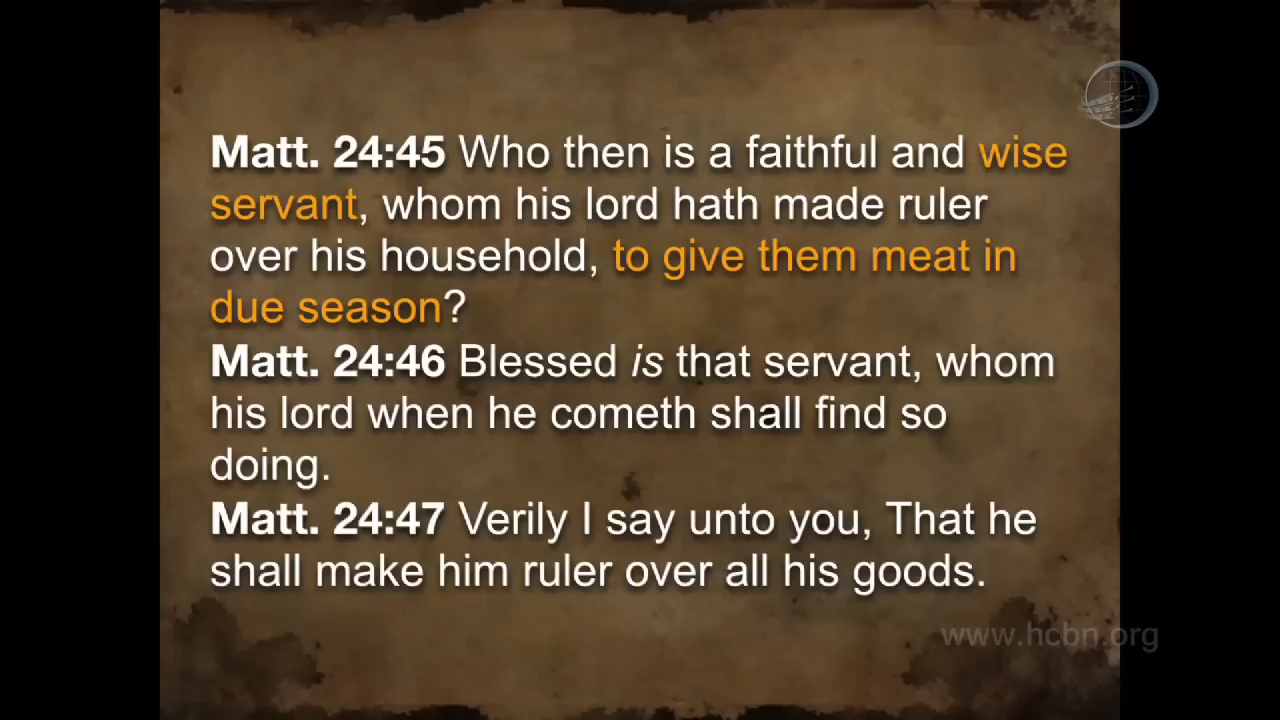 Matt. 24:45 Who then is a faithful and wise
servant, whom his lord hath made ruler
over his household, to give them meat in
due season?
Matt. 24:46 Blessed is that servant, whom
his lord when he cometh shall find so
doing.
Matt. 24:47 Verily I say unto you, That he
shall make him ruler over all his goods.
www.hcbn.org